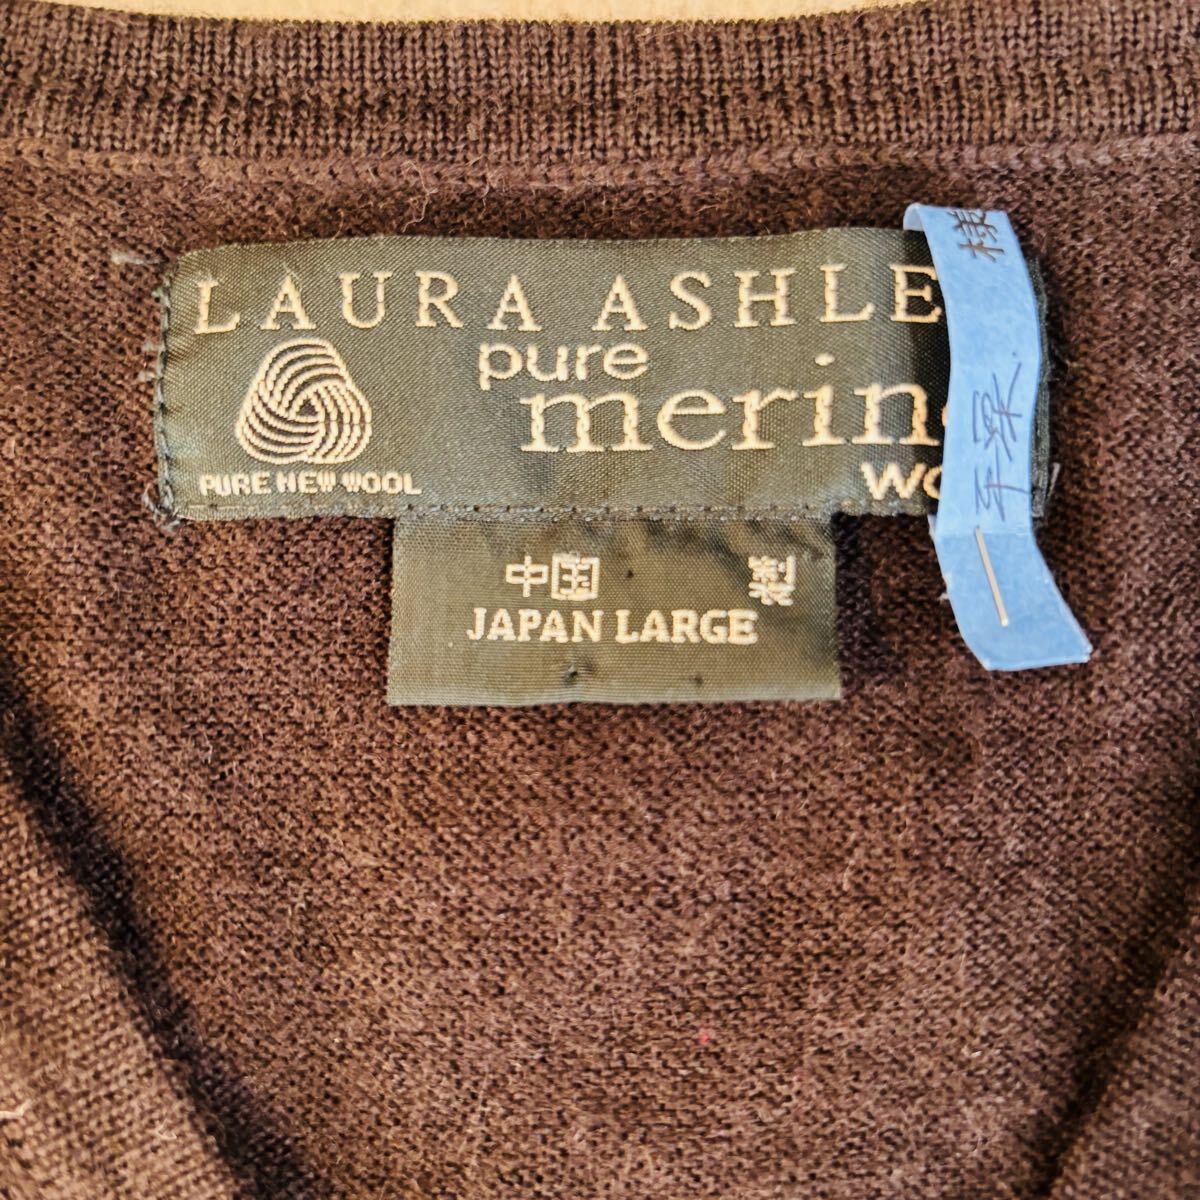 LAURA ASHLE
pure
merin
wo
PURE NEW WOOL
中国 製
JAPAN LARGE
様